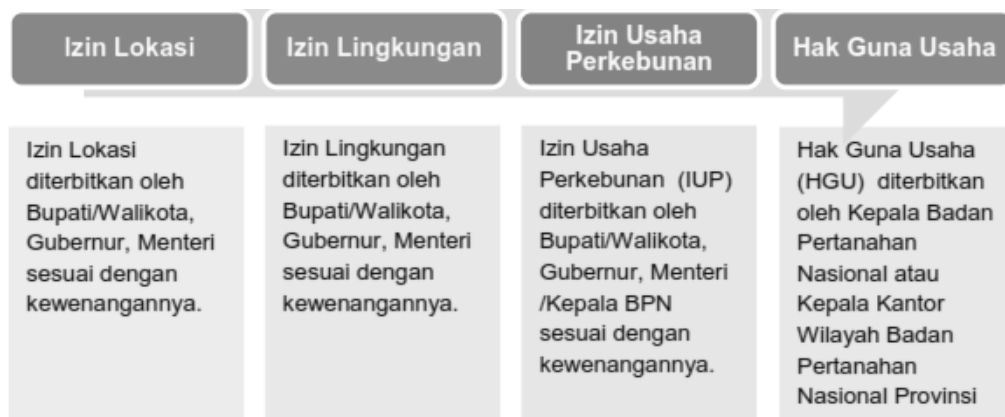 Izin Lokasi
Izin Lingkungan
Izin Usaha
Perkebunan
Hak Guna Usaha
Izin Lokasi
diterbitkan oleh
Bupati/Walikota,
Gubernur, Menteri
sesuai dengan
kewenangannya.
Izin Lingkungan
diterbitkan oleh
Bupati/Walikota,
Gubernur, Menteri
sesuai dengan
kewenangannya.
Izin Usaha
Perkebunan (IUP)
diterbitkan oleh
Bupati/Walikota,
Gubernur, Menteri
/Kepala BPN
sesuai dengan
kewenangannya.
Hak Guna Usaha
(HGU) diterbitkan
oleh Kepala Badan
Pertanahan
Nasional atau
Kepala Kantor
Wilayah Badan
Pertanahan
Nasional Provinsi